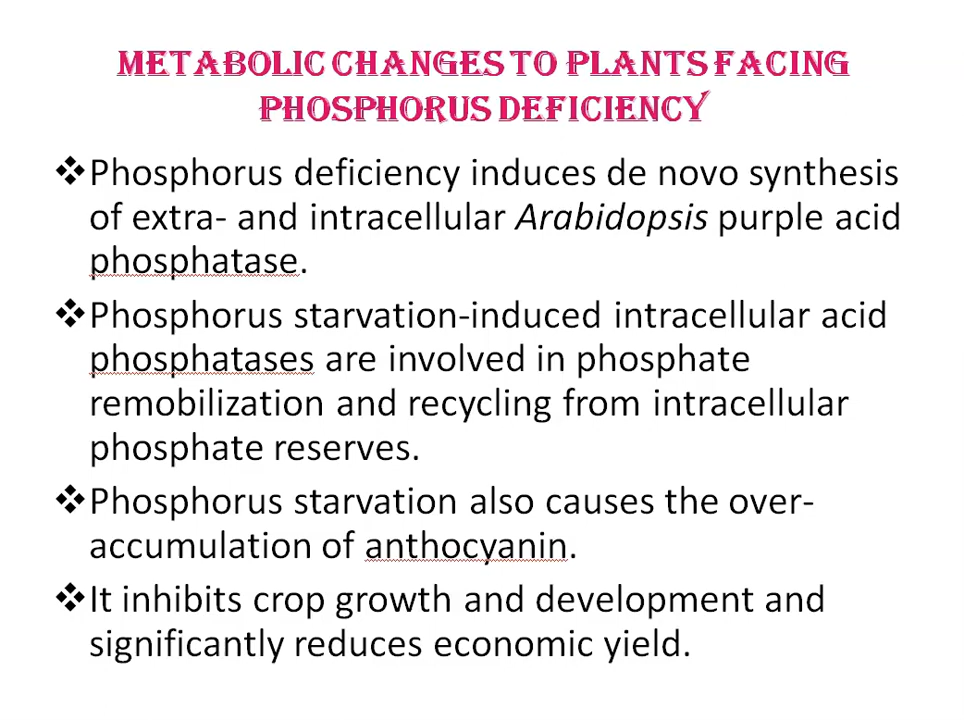 METABOLIC CHANGES TO PLANTS FACING
PHOSPHORUS DEFICIENCY
❖Phosphorus deficiency induces de novo synthesis
of extra- and intracellular Arabidopsis purple acid
phosphatase.
❖Phosphorus starvation-induced intracellular acid
phosphatases are involved in phosphate
remobilization and recycling from intracellular
phosphate reserves.
❖Phosphorus starvation also causes the over-
accumulation of anthocyanin.
❖It inhibits crop growth and development and
significantly reduces economic yield.